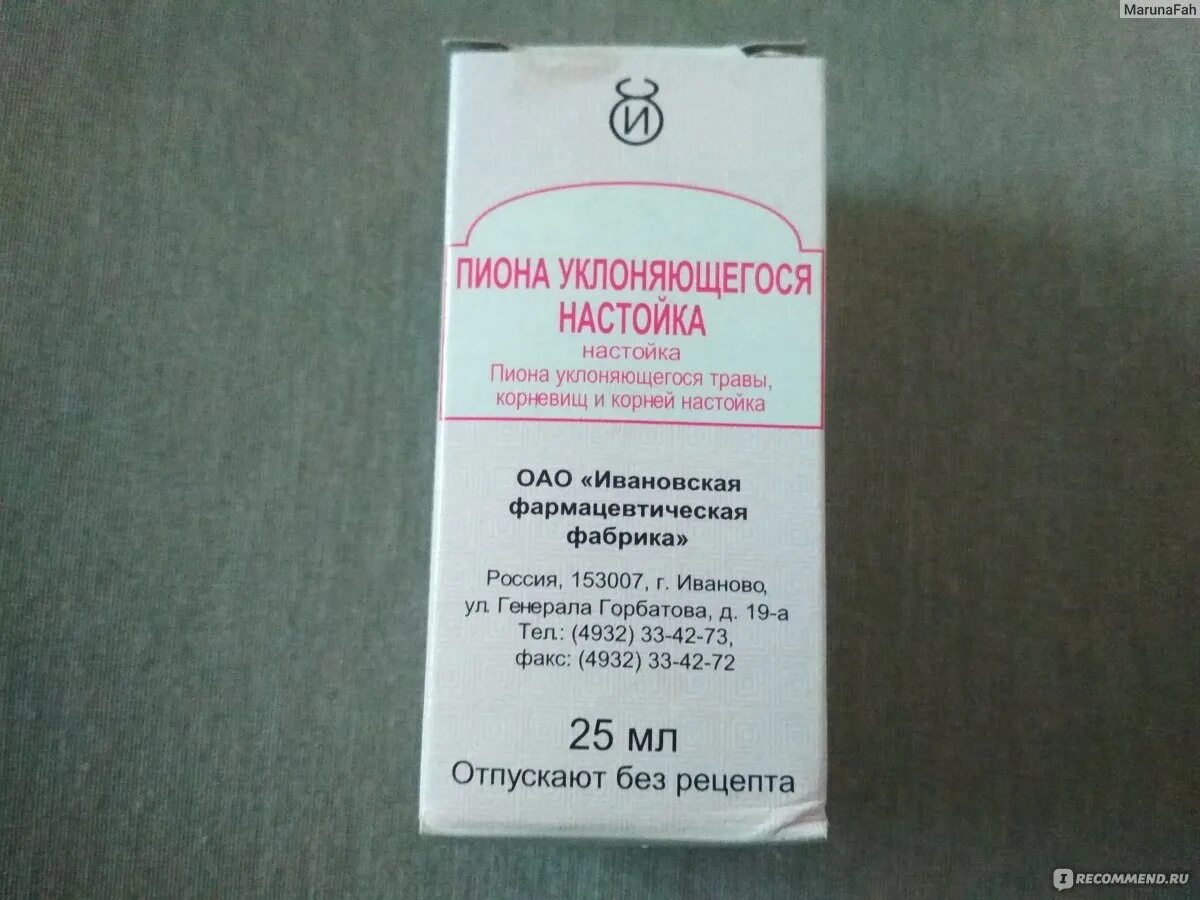 MarunaFah
И
ПИОНА УКЛОНЯЮЩЕГОСЯ
НАСТОЙКА
настойка
Пиона уклоняющегося травы,
корневищ и корней настойка
ОАО «Ивановская
фармацевтическая
фабрика»
Россия, 153007, г. Иваново,
ул. Генерала Горбатова, д. 19-а
Тел.: (4932) 33-42-73,
факс: (4932) 33-42-72
25 мл
Отпускают без рецепта
IRECOMMEND.RU